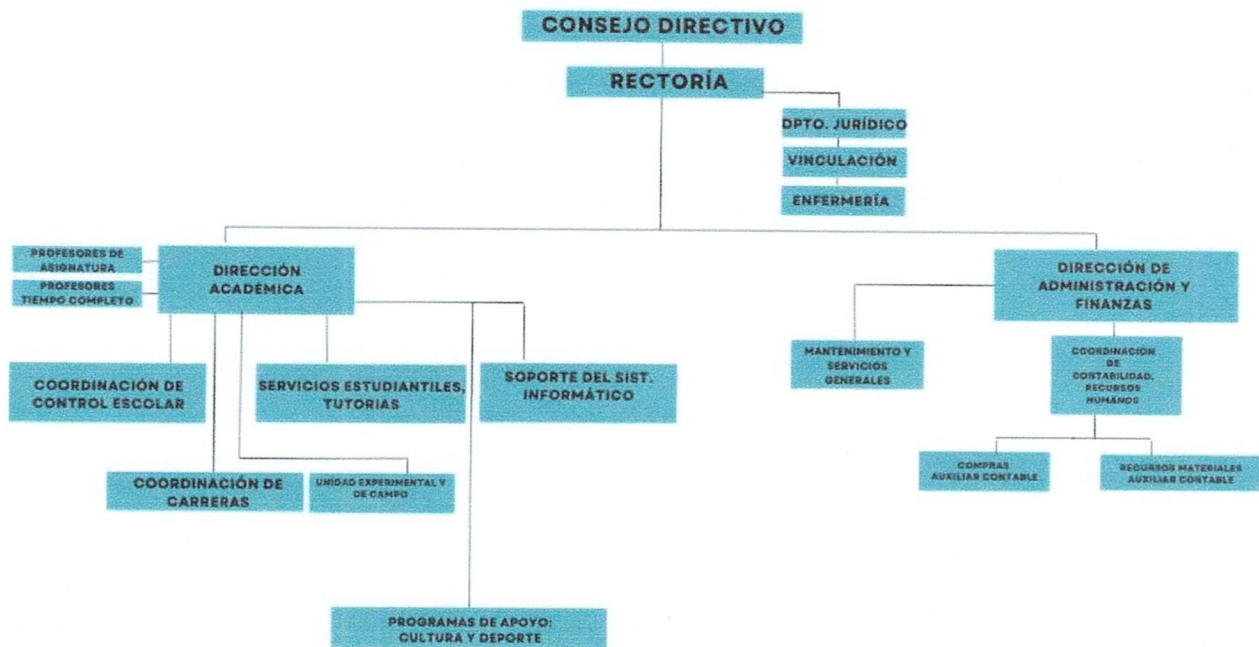 CONSEJO DIRECTIVO
RECTORÍA
DPTO. JURÍDICO
VINCULACIÓN
ENFERMERÍA
PROFESORES DE
ASIGNATURA
PROFESORES
TIEMPO COMPLETO
DIRECCIÓN
ACADÉMICA
DIRECCIÓN DE
ADMINISTRACIÓN Y
FINANZAS
COORDINACIÓN DE
CONTROL ESCOLAR
SERVICIOS ESTUDIANTILES,
TUTORIAS
SOPORTE DEL SIST.
INFORMÁTICO
MANTENIMIENTO Y
SERVICIOS
GENERALES
COORDINACIÓN
DE
CONTABILIDAD,
RECURSOS
HUMANOS
COORDINACIÓN DE
CARRERAS
UNIDAD EXPERIMENTAL Y
DE CAMPO
COMPRAS
AUXILIAR CONTABLE
RECURSOS MATERIALES
AUXILIAR CONTABLE
PROGRAMAS DE APOYO:
CULTURA Y DEPORTE